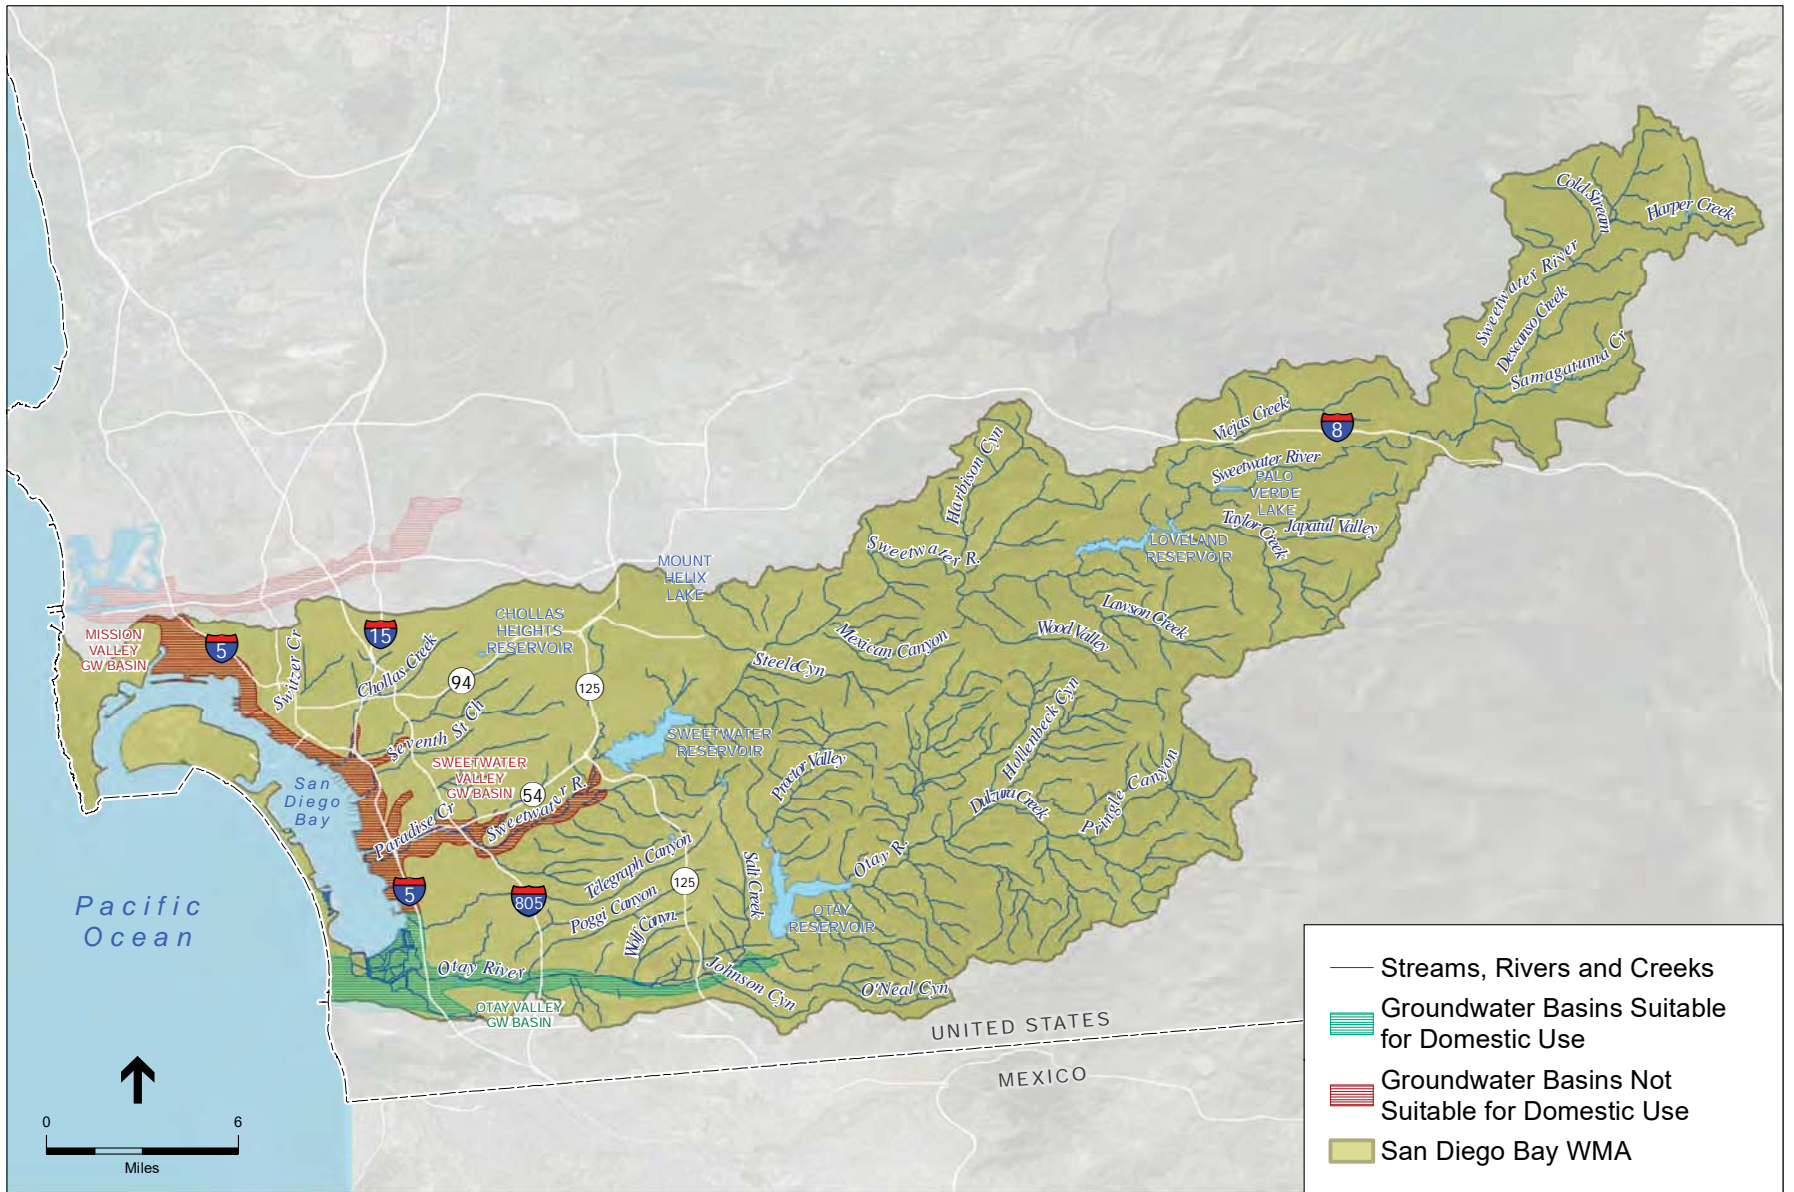 Cold Stream
Harper Creek
Sweetwater River
Descanso Creek
Samagatuma Cr
Viejas Creek
8
Sweetwater River
PALO
VERDE
LAKE
Harbison Cyn
Taylor Creek
Japatul Valley
Sweetwater R.
LOVELAND
RESERVOIR
MOUNT
HELIX
LAKE
Lawson Creek
CHOLLAS
HEIGHTS
RESERVOIR
MISSION
VALLEY
GW BASIN
5
15
Switzer Cr
Chollas Creek
Mexican Canyon
Wood Valley
SteeleCyn
94
125
Seventh St Ch
Hollenbeck Cyn
SWEETWATER
RESERVOIR
SWEETWATER
VALLEY
GW BASIN
Proctor Valley
54
Sweetwater R.
San
Diego
Bay
Paradise Cr
Dulzura Creek
Pringle Canyon
Telegraph Canyon
Salt Creek
Otay R.
125
5
805
Poggi Canyon
Wolf Canyn.
OTAY
RESERVOIR
Pacific
Ocean
Otay River
Johnson Cyn
O'Neal Cyn
OTAY VALLEY
GW BASIN
UNITED STATES
MEXICO
0
6
Miles
Streams, Rivers and Creeks
Groundwater Basins Suitable
for Domestic Use
Groundwater Basins Not
Suitable for Domestic Use
San Diego Bay WMA